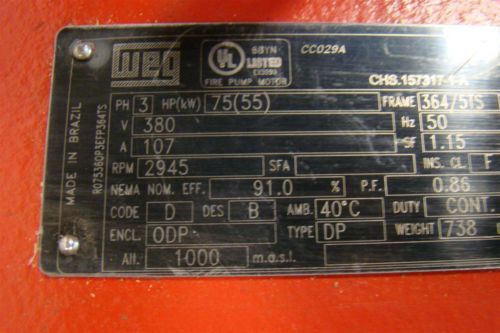 WEG
UL
LISTED
FIRE PUMP MOTOR
CC029A
CHS.157317-1-A
MADE IN BRAZIL
R07536OP3EFP364TS
PH 3 HP(kW) 75(55) FRAME 364/5TS
V 380 Hz 50
A 107 SF 1.15
RPM 2945 SFA INS. CL F
NEMA NOM. EFF. 91.0 % P.F. 0.86
CODE D DES B AMB. 40°C DUTY CONT.
ENCL. ODP TYPE DP WEIGHT 738
Alt. 1000 m.a.s.l.